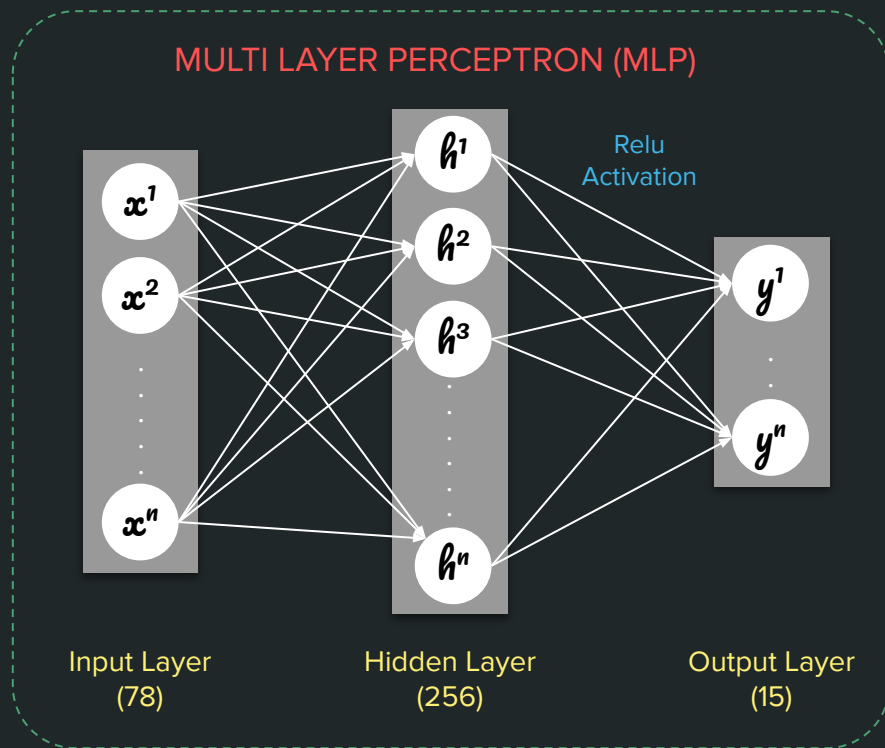 MULTI LAYER PERCEPTRON (MLP)
x¹
x²
xⁿ
h¹
h²
h³
hⁿ
Relu
Activation
y¹
yⁿ
Input Layer
(78)
Hidden Layer
(256)
Output Layer
(15)